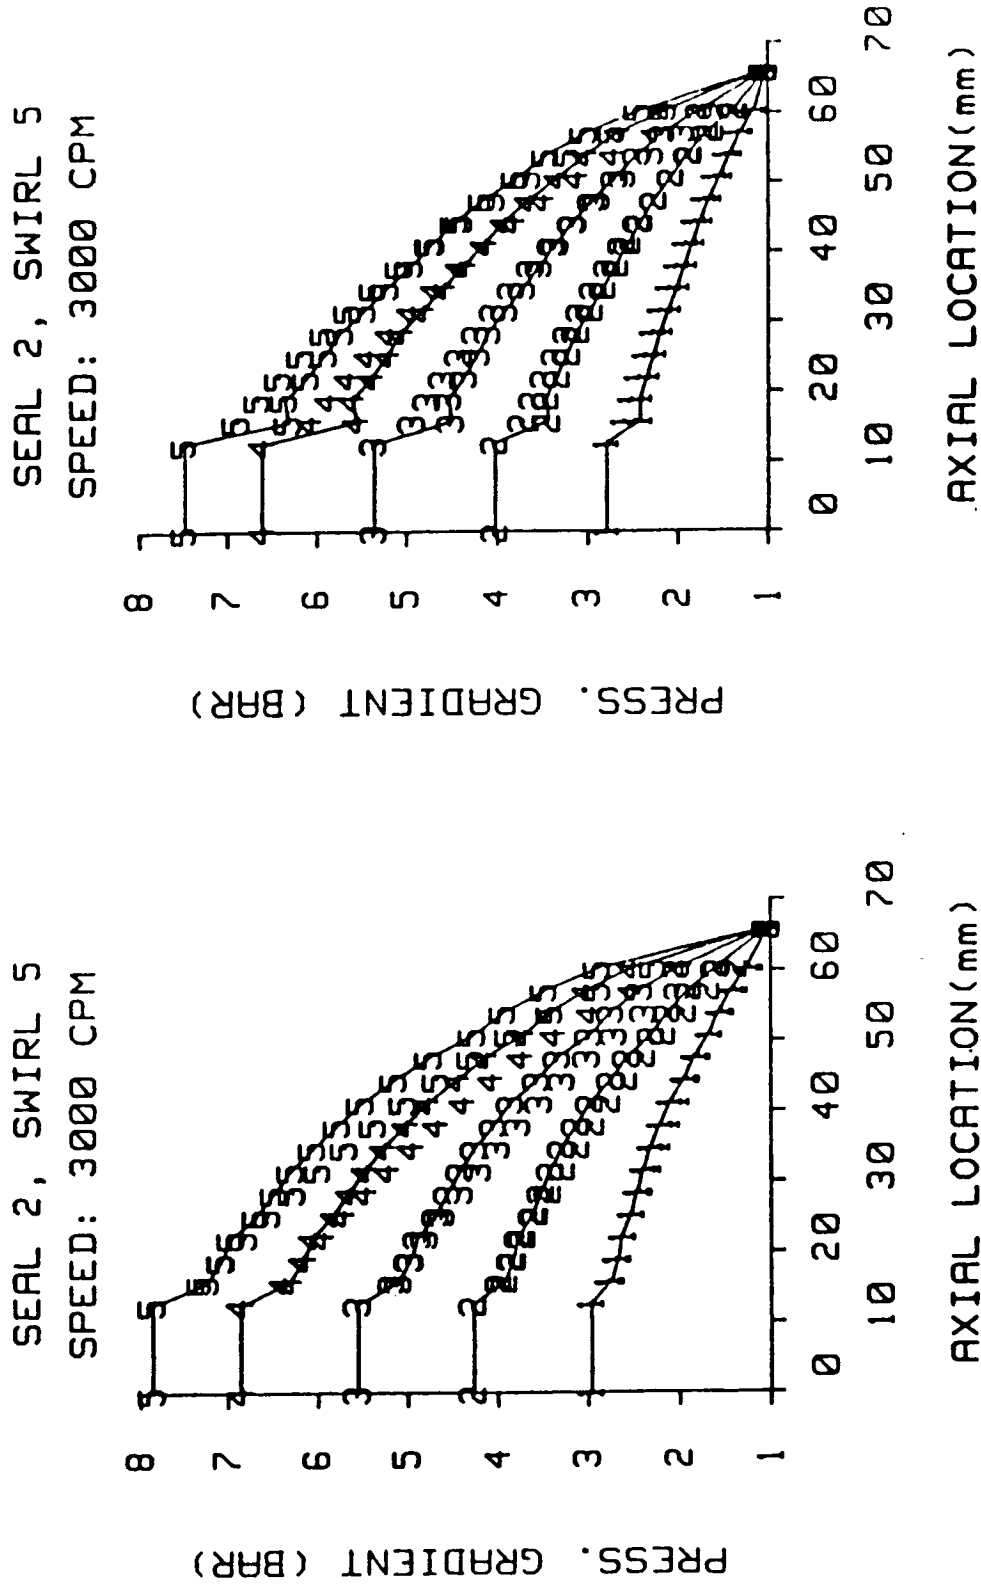 SEAL 2, SWIRL 5
SPEED: 3000 CPM
8
7
6
5
4
3
2
1
PRESS. GRADIENT (BAR)
0 10 20 30 40 50 60 70
AXIAL LOCATION(mm)
SEAL 2, SWIRL 5
SPEED: 3000 CPM
8
7
6
5
4
3
2
1
PRESS. GRADIENT (BAR)
0 10 20 30 40 50 60 70
AXIAL LOCATION(mm)